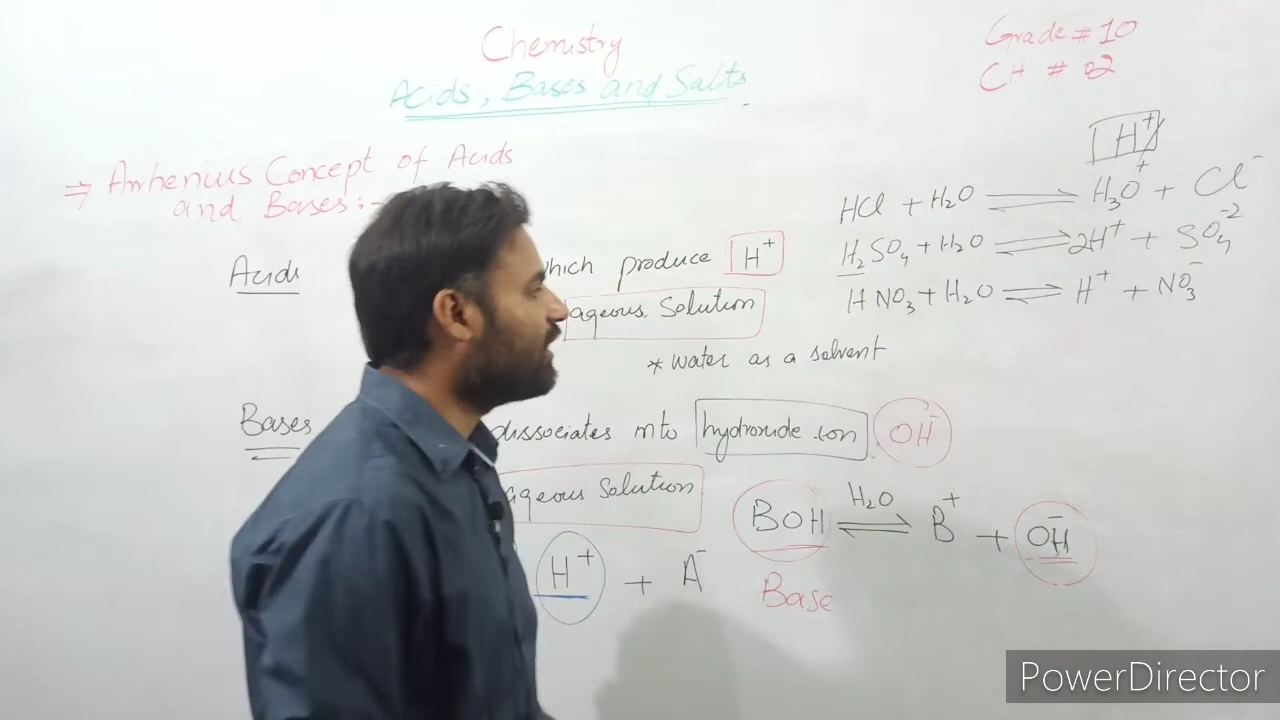 Chemistry
Acids, Bases and Salts
Grade # 10
CH # 02
⇒ Arrhenius Concept of Acids
and Bases:-
H⁺
HCl + H₂O ⇌ H₃O⁺ + Cl⁻
H₂SO₄ + H₂O ⇌ 2H⁺ + SO₄⁻²
HNO₃ + H₂O ⇌ H⁺ + NO₃⁻
Acids which produce H⁺
aqeous Solution
* water as a solvent
Bases dissociates into hydroxide ion OH⁻
aqeous Solution
BOH ⇌ H₂O B⁺ + OH⁻
H⁺ + A⁻
Base
PowerDirector